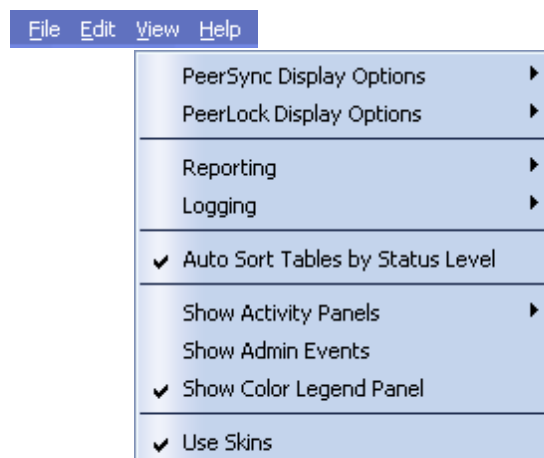 File Edit View Help
PeerSync Display Options
PeerLock Display Options
Reporting
Logging
Auto Sort Tables by Status Level
Show Activity Panels
Show Admin Events
Show Color Legend Panel
Use Skins